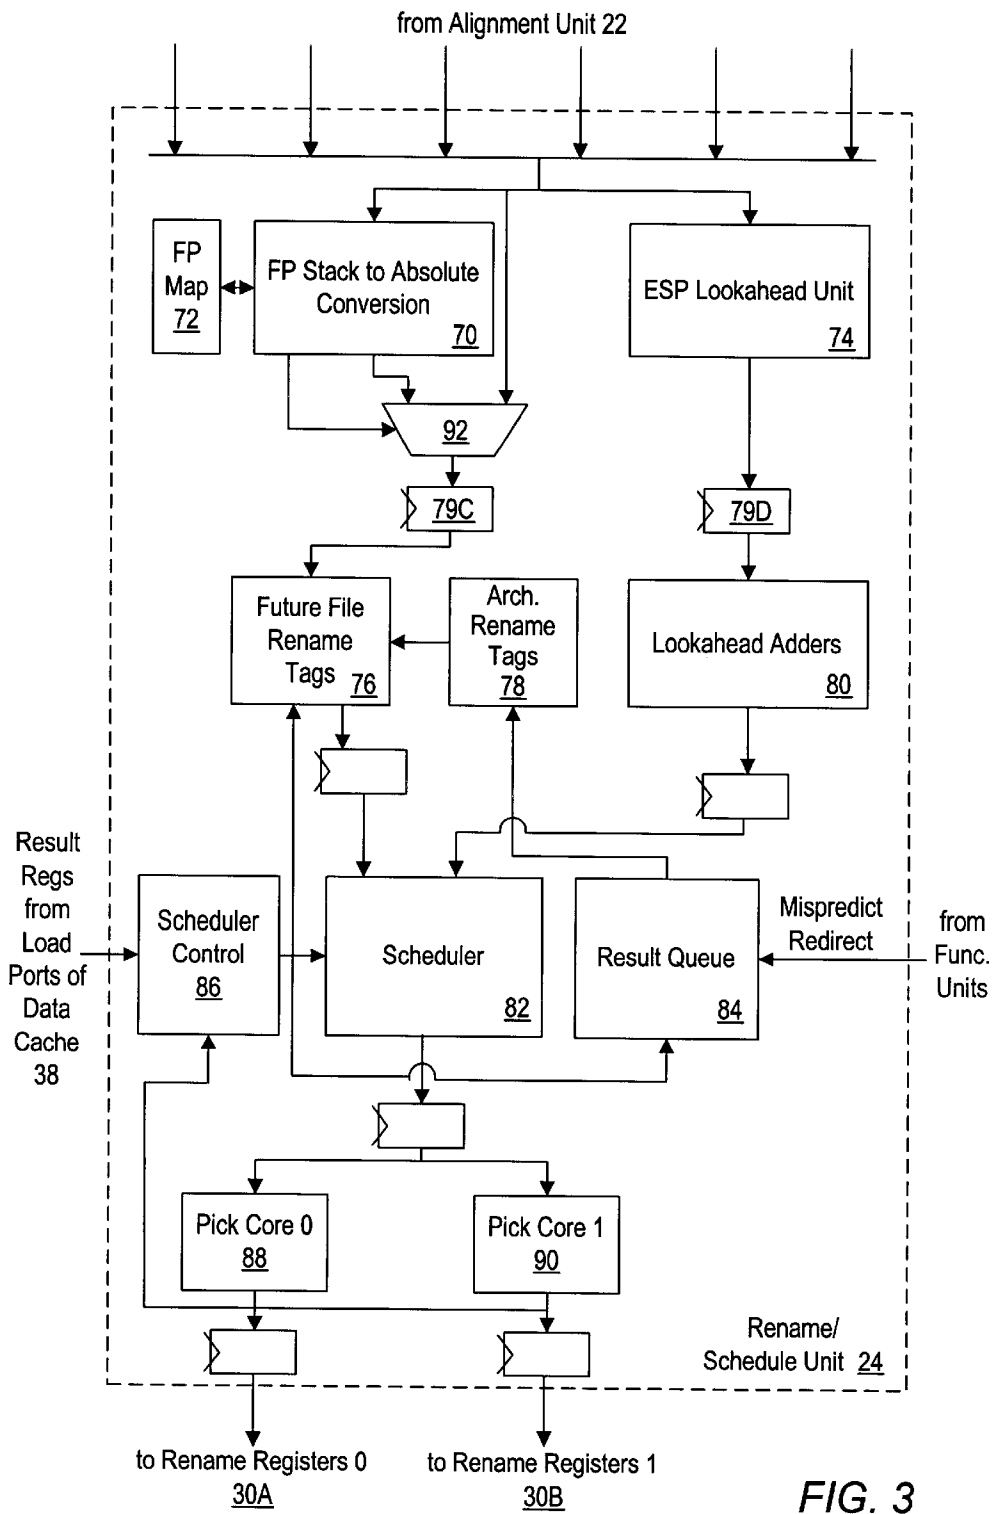 from Alignment Unit 22
FP
Map
72
FP Stack to Absolute
Conversion
70
ESP Lookahead Unit
74
92
79C
79D
Future File
Rename
Tags
76
Arch.
Rename
Tags
78
Lookahead Adders
80
Result
Regs
from
Load
Ports of
Data
Cache
38
Scheduler
Control
86
Scheduler
82
Result Queue
84
Mispredict
Redirect
from
Func.
Units
Pick Core 0
88
Pick Core 1
90
Rename/
Schedule Unit 24
to Rename Registers 0
30A
to Rename Registers 1
30B
FIG. 3